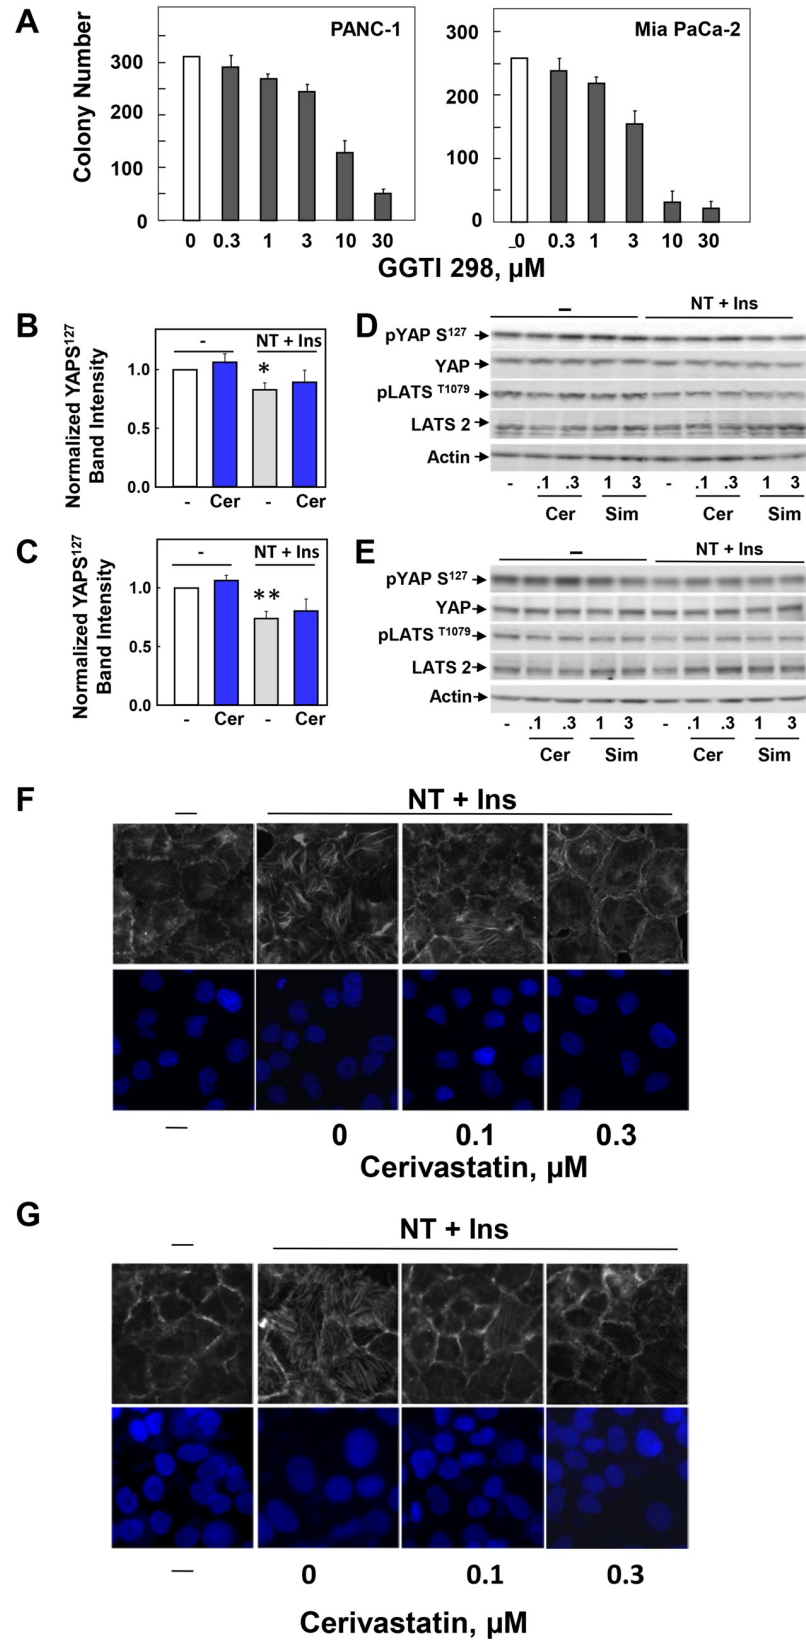 A
PANC-1
Mia PaCa-2
Colony Number
300
200
100
0
300
200
100
0
0 0.3 1 3 10 30
_0 0.3 1 3 10 30
GGTI 298, µM
B
- NT + Ins
*
Normalized YAPS127
Band Intensity
1.0
0.5
0.0
- Cer - Cer
C
- NT + Ins
**
Normalized YAPS127
Band Intensity
1.0
0.5
0.0
- Cer - Cer
D
– NT + Ins
pYAP S127
YAP
pLATS T1079
LATS 2
Actin
- .1 .3 1 3 - .1 .3 1 3
Cer Sim Cer Sim
E
– NT + Ins
pYAP S127
YAP
pLATS T1079
LATS 2
Actin
- .1 .3 1 3 - .1 .3 1 3
Cer Sim Cer Sim
F
— NT + Ins
— 0 0.1 0.3
Cerivastatin, µM
G
— NT + Ins
— 0 0.1 0.3
Cerivastatin, µM